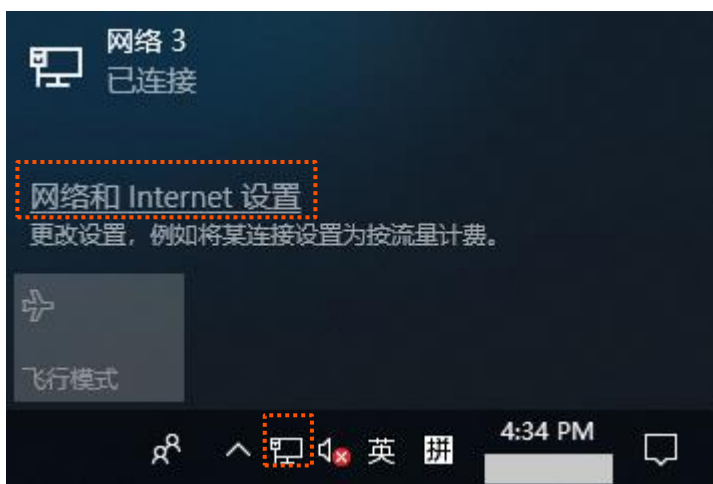 网络 3
已连接
网络和 Internet 设置
更改设置，例如将某连接设置为按流量计费。
飞行模式
英 拼 4:34 PM